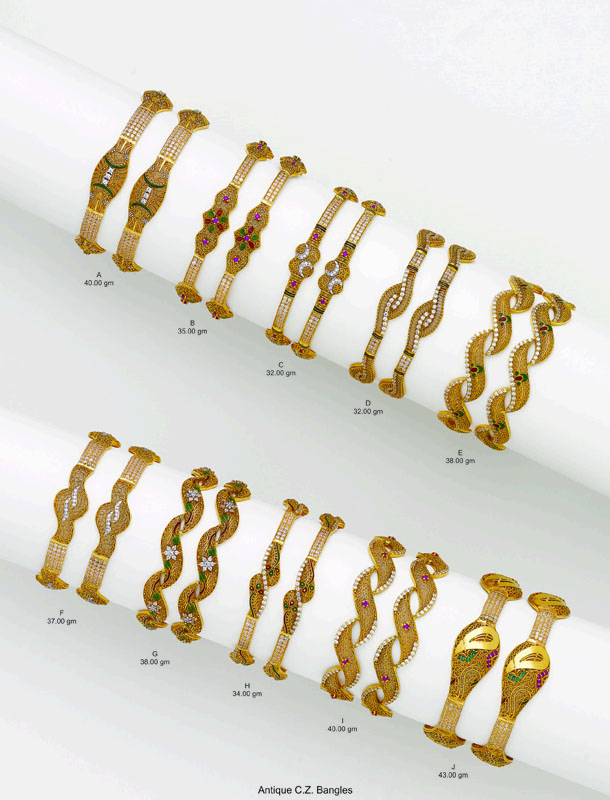 A
40.00 gm
B
35.00 gm
C
32.00 gm
D
32.00 gm
E
38.00 gm
F
37.00 gm
G
38.00 gm
H
34.00 gm
I
40.00 gm
J
43.00 gm
Antique C.Z. Bangles